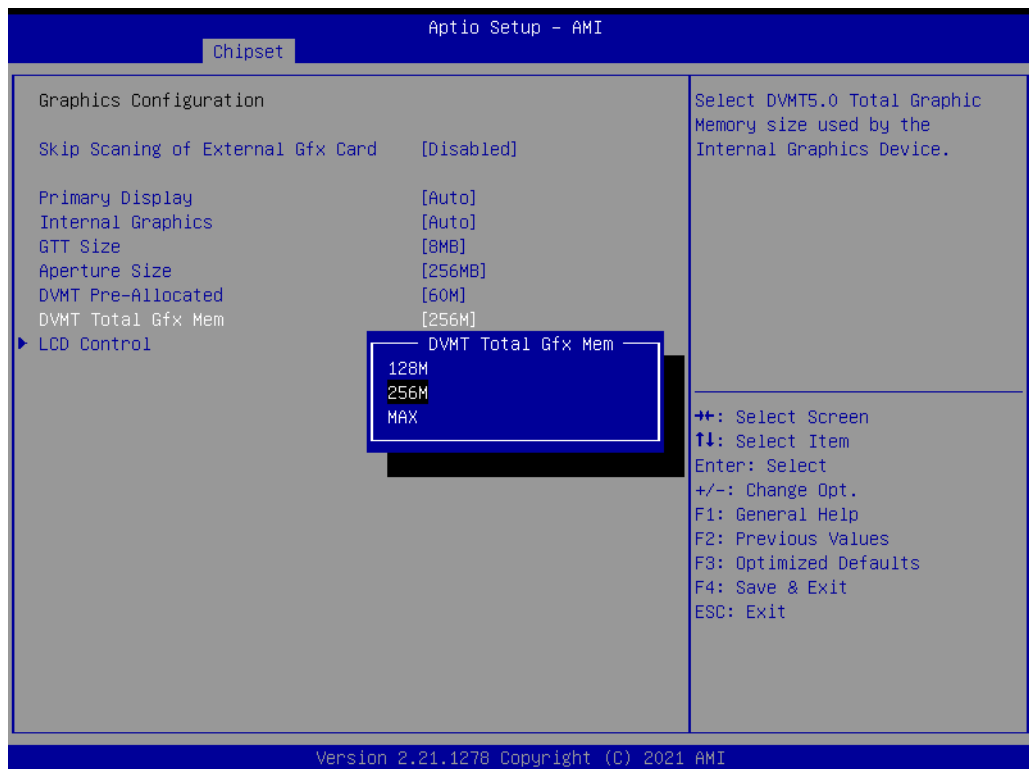 Aptio Setup – AMI
Chipset
Graphics Configuration
Skip Scaning of External Gfx Card [Disabled]
Primary Display [Auto]
Internal Graphics [Auto]
GTT Size [8MB]
Aperture Size [256MB]
DVMT Pre-Allocated [60M]
DVMT Total Gfx Mem [256M]
LCD Control
DVMT Total Gfx Mem
128M
256M
MAX
Select DVMT5.0 Total Graphic
Memory size used by the
Internal Graphics Device.
→←: Select Screen
↑↓: Select Item
Enter: Select
+/-: Change Opt.
F1: General Help
F2: Previous Values
F3: Optimized Defaults
F4: Save & Exit
ESC: Exit
Version 2.21.1278 Copyright (C) 2021 AMI